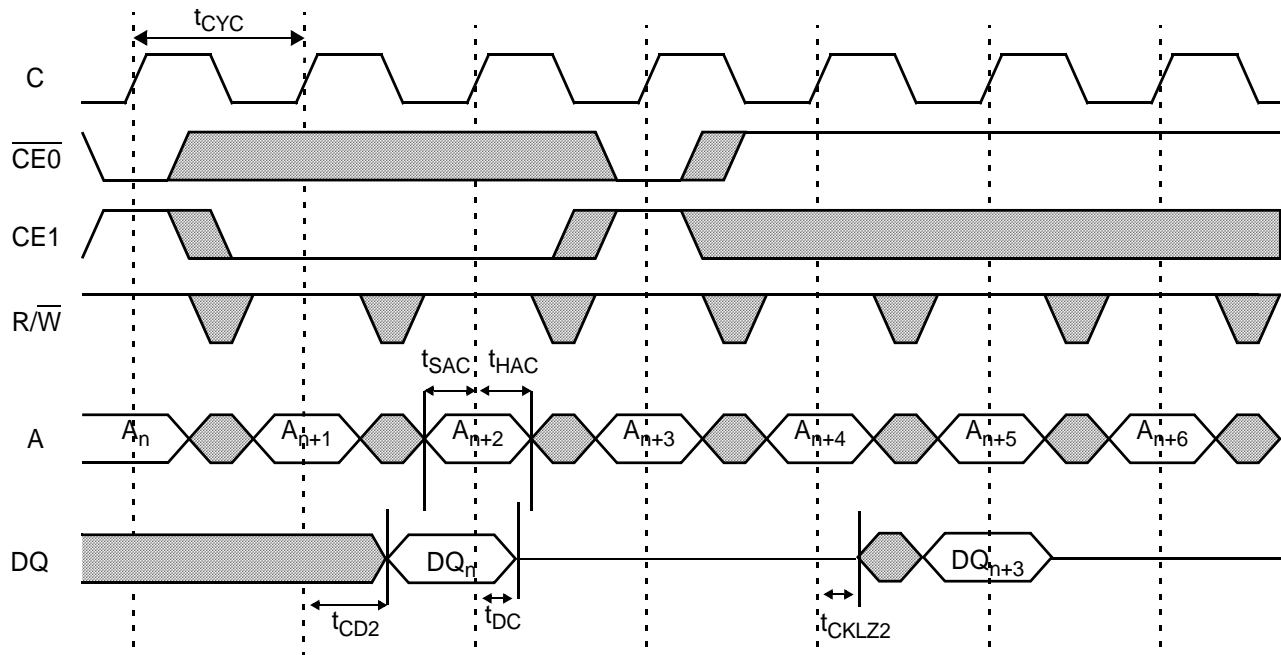 tCYC
C
CE0
CE1
R/W
tSAC
tHAC
A
An
An+1
An+2
An+3
An+4
An+5
An+6
DQ
DQn
DQn+3
tCD2
tDC
tCKLZ2